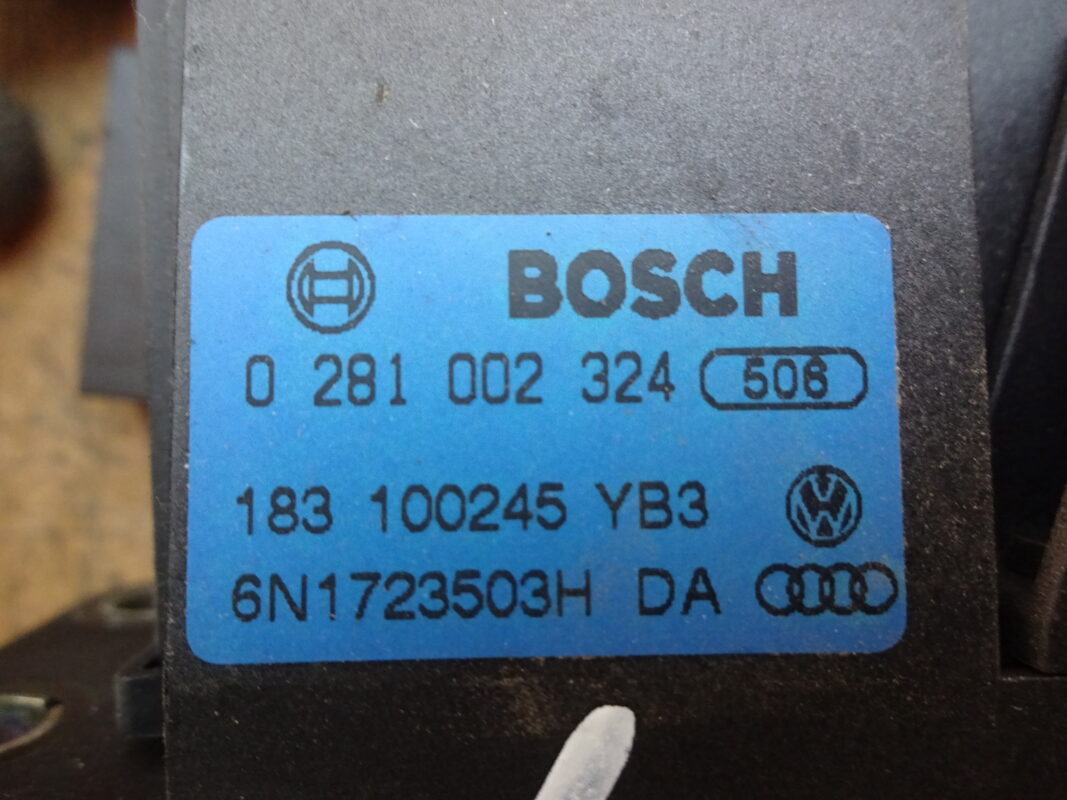 BOSCH
0 281 002 324 506
183 100245 YB3
6N1723503H DA